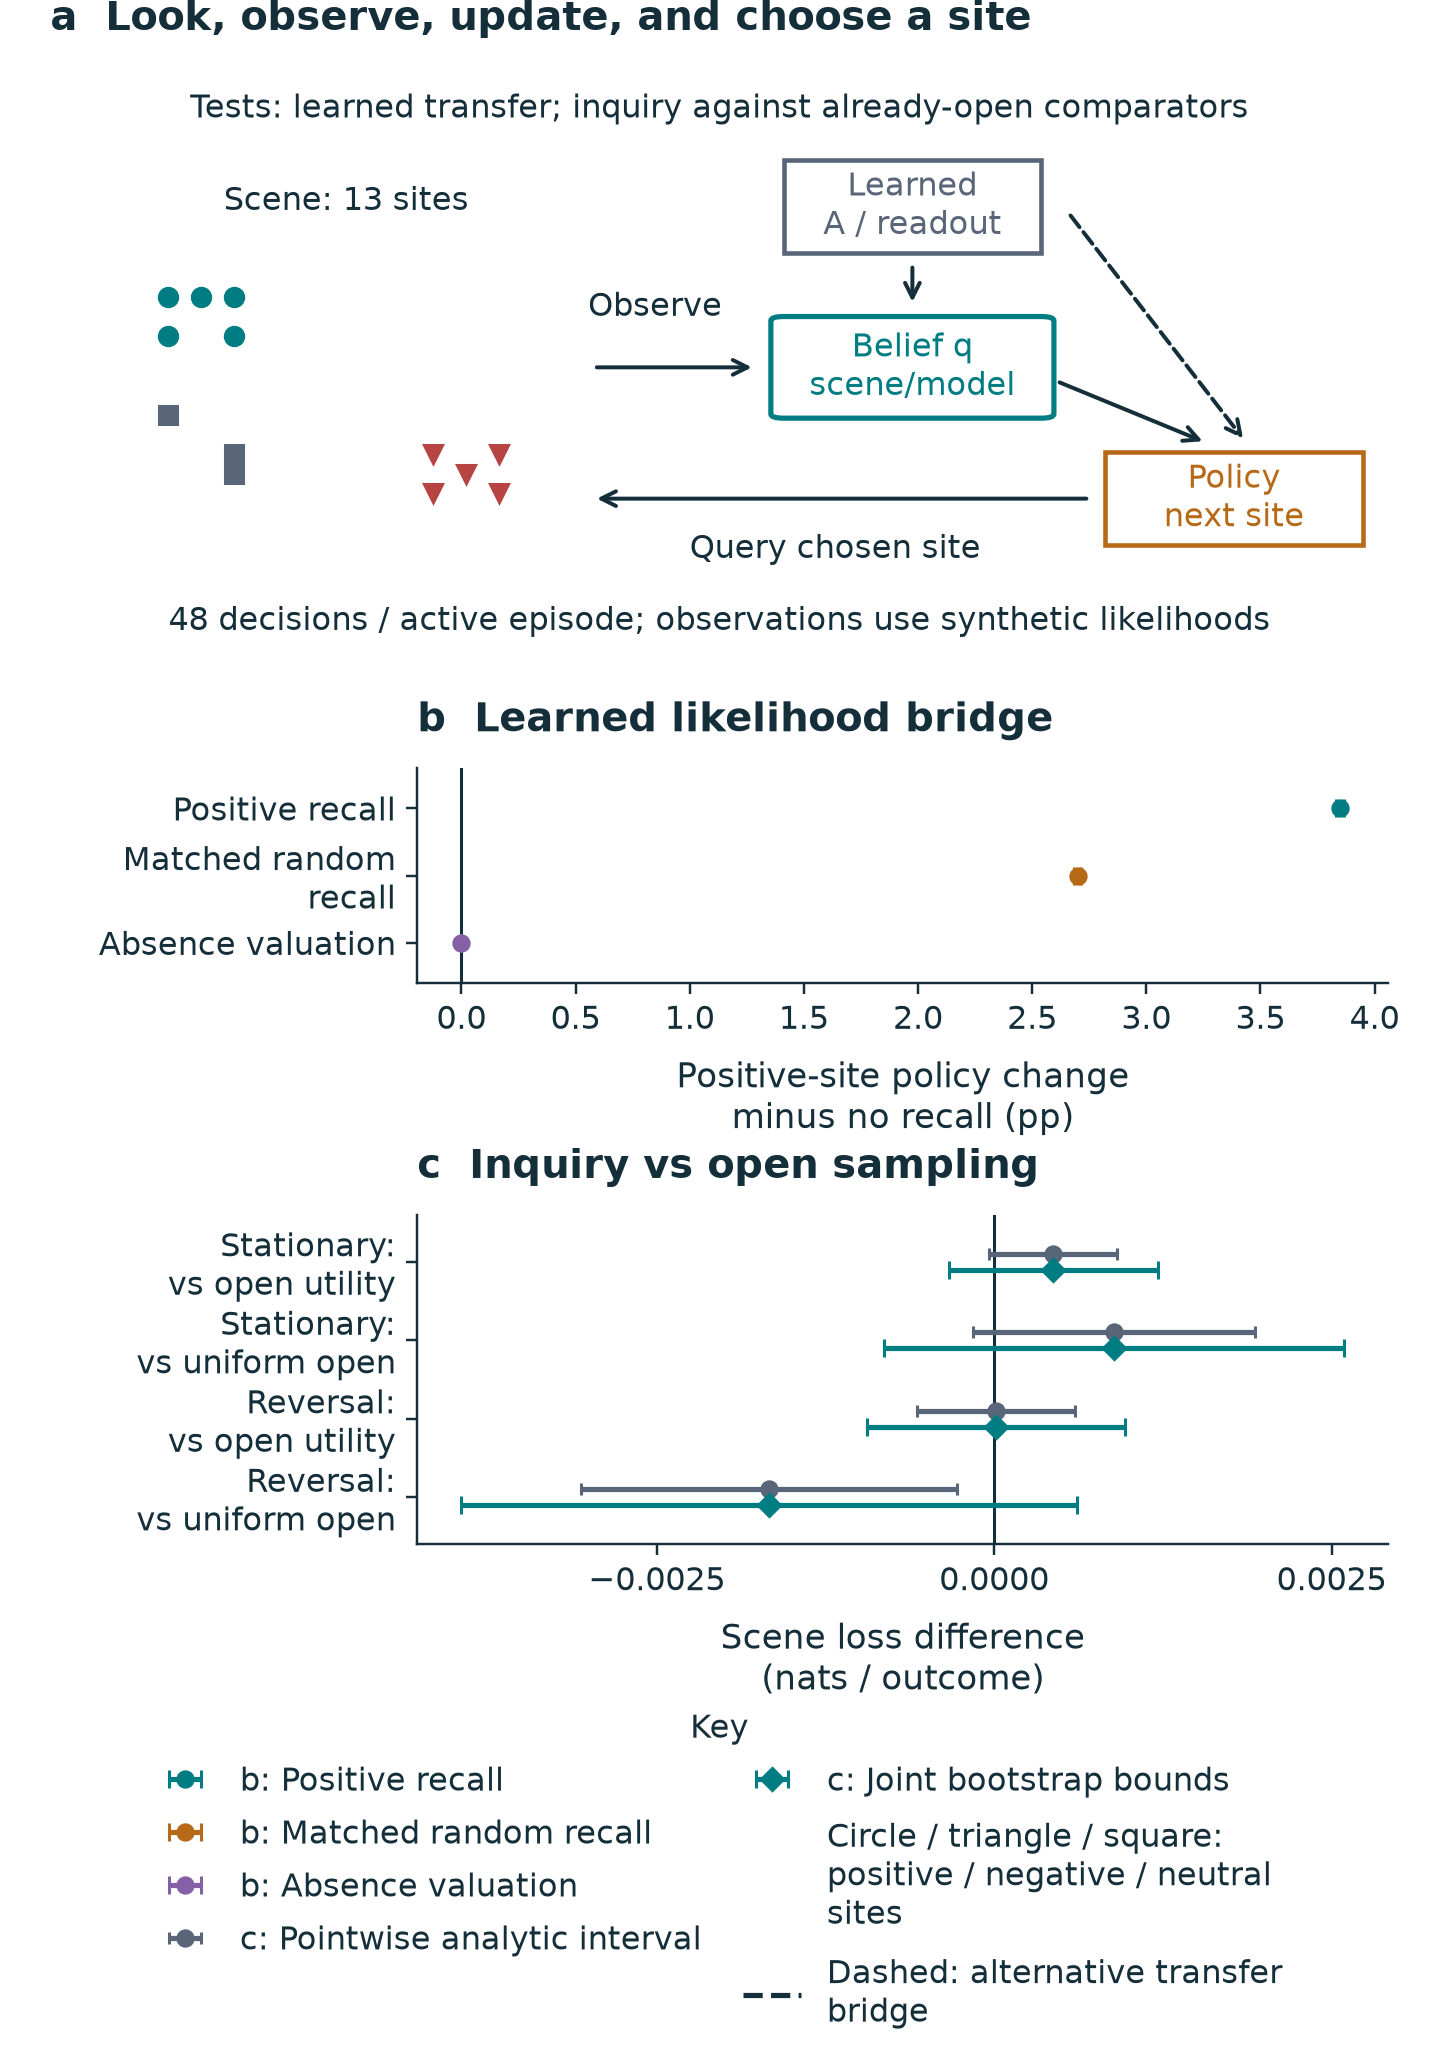 a  Look, observe, update, and choose a site
Tests: learned transfer; inquiry against already-open comparators
Scene: 13 sites
Learned
A / readout
Observe
Belief q
scene/model
Policy
next site
Query chosen site
48 decisions / active episode; observations use synthetic likelihoods
b  Learned likelihood bridge
Positive recall
Matched random
recall
Absence valuation
0.0 0.5 1.0 1.5 2.0 2.5 3.0 3.5 4.0
Positive-site policy change
minus no recall (pp)
c  Inquiry vs open sampling
Stationary:
vs open utility
Stationary:
vs uniform open
Reversal:
vs open utility
Reversal:
vs uniform open
−0.0025 0.0000 0.0025
Scene loss difference
(nats / outcome)
Key
b: Positive recall
b: Matched random recall
b: Absence valuation
c: Pointwise analytic interval
c: Joint bootstrap bounds
Circle / triangle / square:
positive / negative / neutral
sites
Dashed: alternative transfer
bridge